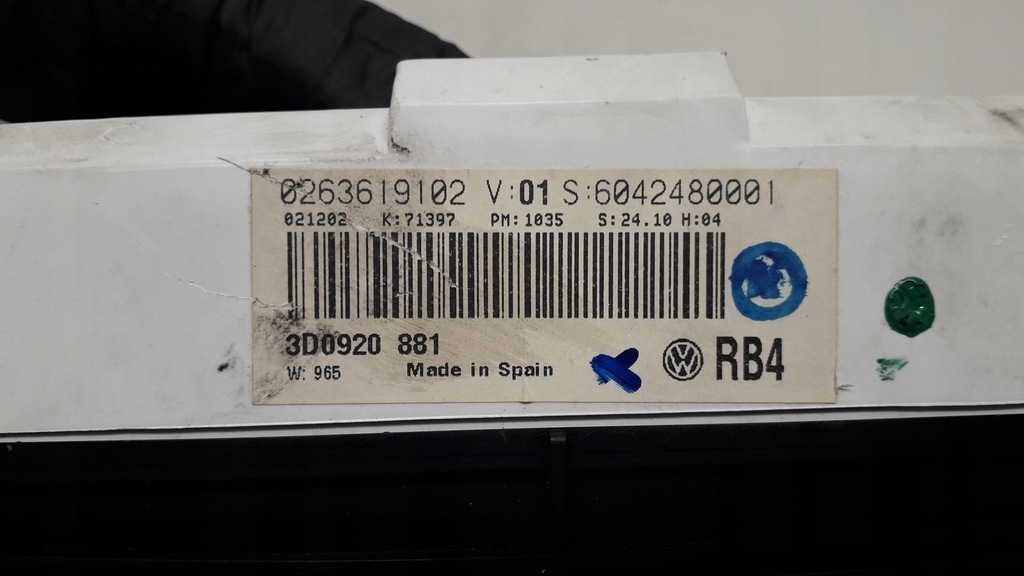 0263619102 V:01 S:6042480001
021202 K:71397 PM:1035 S:24.10 H:04
3D0920 881
W: 965 Made in Spain
RB4